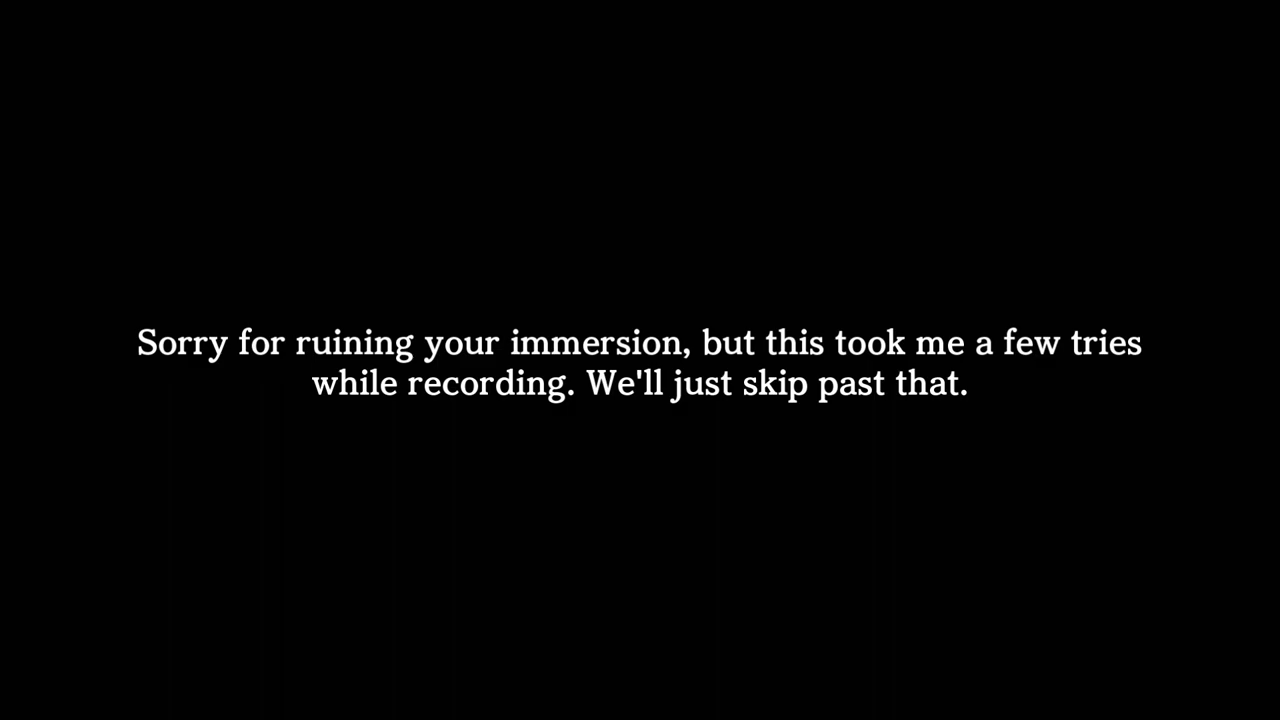 Sorry for ruining your immersion, but this took me a few tries
while recording. We'll just skip past that.